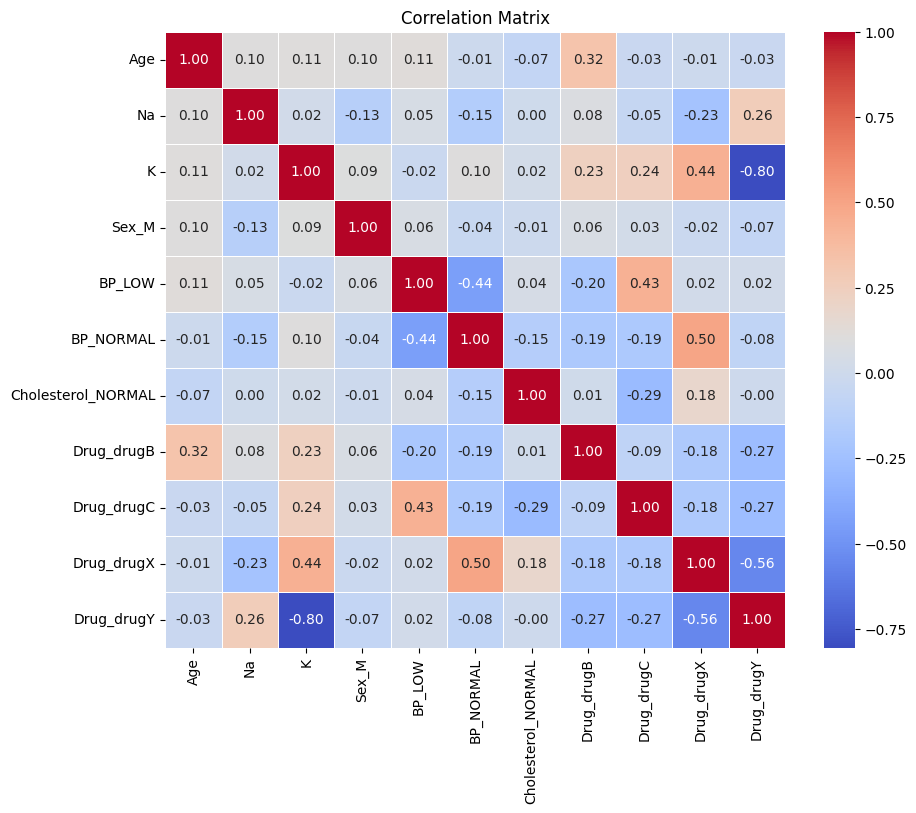 Correlation Matrix
Age 1.00 0.10 0.11 0.10 0.11 -0.01 -0.07 0.32 -0.03 -0.01 -0.03
Na 0.10 1.00 0.02 -0.13 0.05 -0.15 0.00 0.08 -0.05 -0.23 0.26
K 0.11 0.02 1.00 0.09 -0.02 0.10 0.02 0.23 0.24 0.44 -0.80
Sex_M 0.10 -0.13 0.09 1.00 0.06 -0.04 -0.01 0.06 0.03 -0.02 -0.07
BP_LOW 0.11 0.05 -0.02 0.06 1.00 -0.44 0.04 -0.20 0.43 0.02 0.02
BP_NORMAL -0.01 -0.15 0.10 -0.04 -0.44 1.00 -0.15 -0.19 -0.19 0.50 -0.08
Cholesterol_NORMAL -0.07 0.00 0.02 -0.01 0.04 -0.15 1.00 0.01 -0.29 0.18 -0.00
Drug_drugB 0.32 0.08 0.23 0.06 -0.20 -0.19 0.01 1.00 -0.09 -0.18 -0.27
Drug_drugC -0.03 -0.05 0.24 0.03 0.43 -0.19 -0.29 -0.09 1.00 -0.18 -0.27
Drug_drugX -0.01 -0.23 0.44 -0.02 0.02 0.50 0.18 -0.18 -0.18 1.00 -0.56
Drug_drugY -0.03 0.26 -0.80 -0.07 0.02 -0.08 -0.00 -0.27 -0.27 -0.56 1.00
Age Na K Sex_M BP_LOW BP_NORMAL Cholesterol_NORMAL Drug_drugB Drug_drugC Drug_drugX Drug_drugY
1.00
0.75
0.50
0.25
0.00
−0.25
−0.50
−0.75